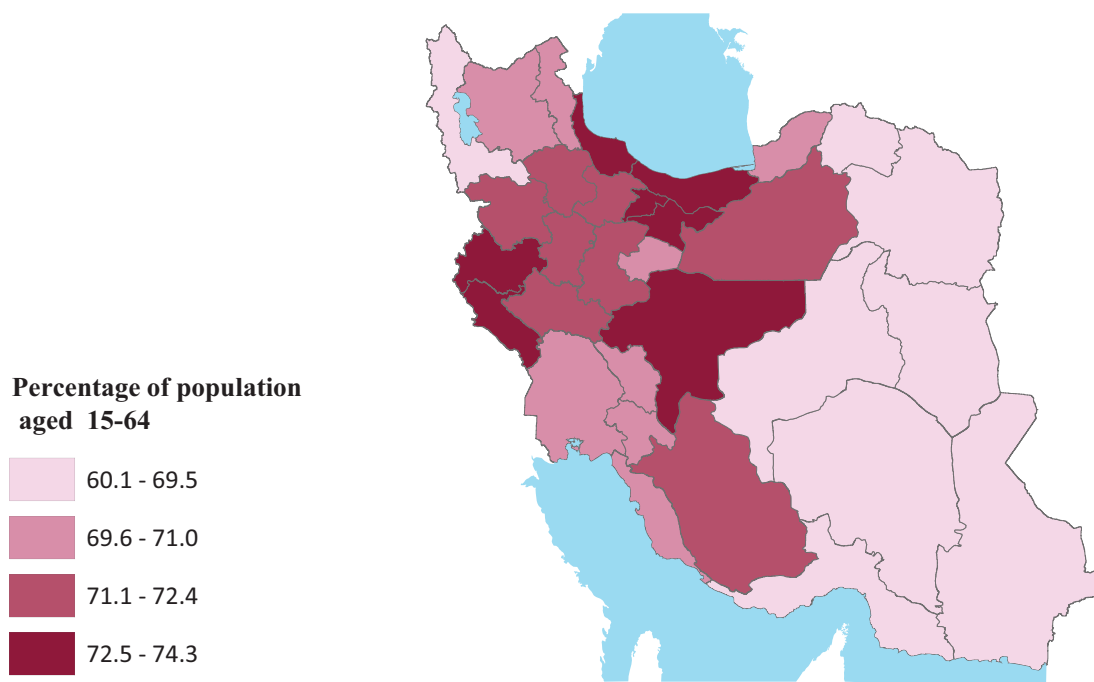 Percentage of population
aged 15-64
60.1 - 69.5
69.6 - 71.0
71.1 - 72.4
72.5 - 74.3